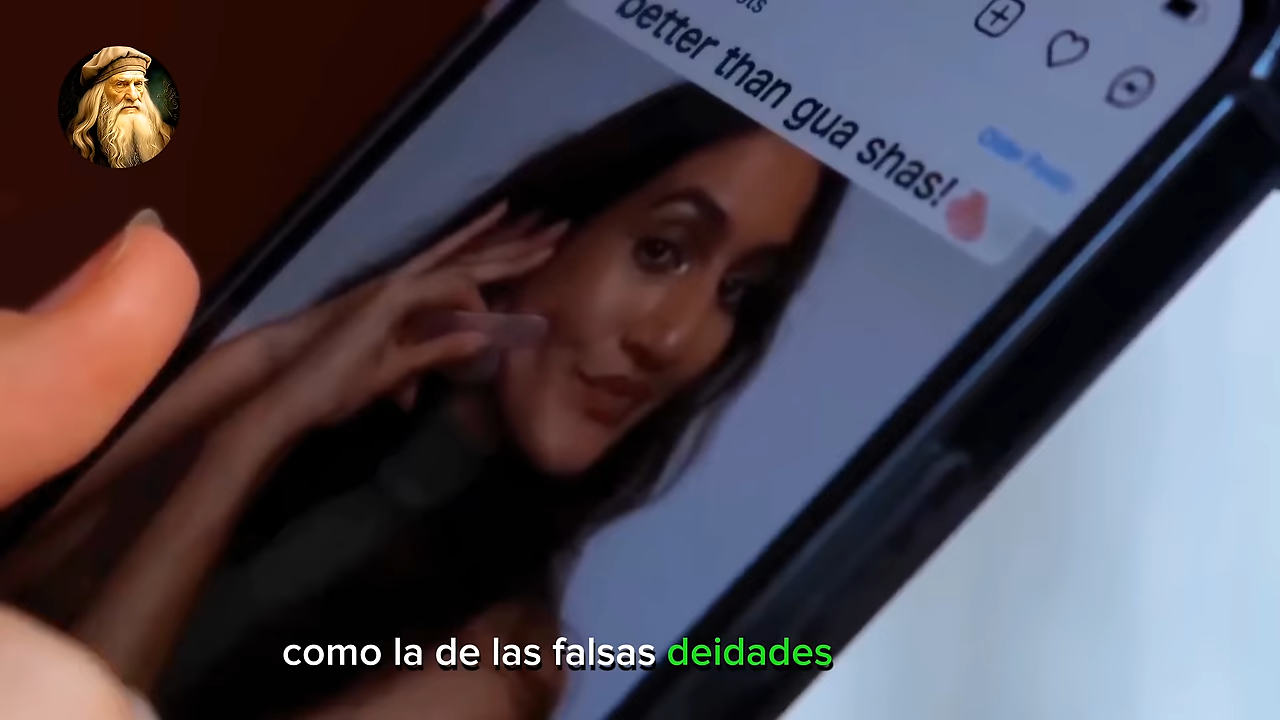 better than gua shas!
como la de las falsas deidades